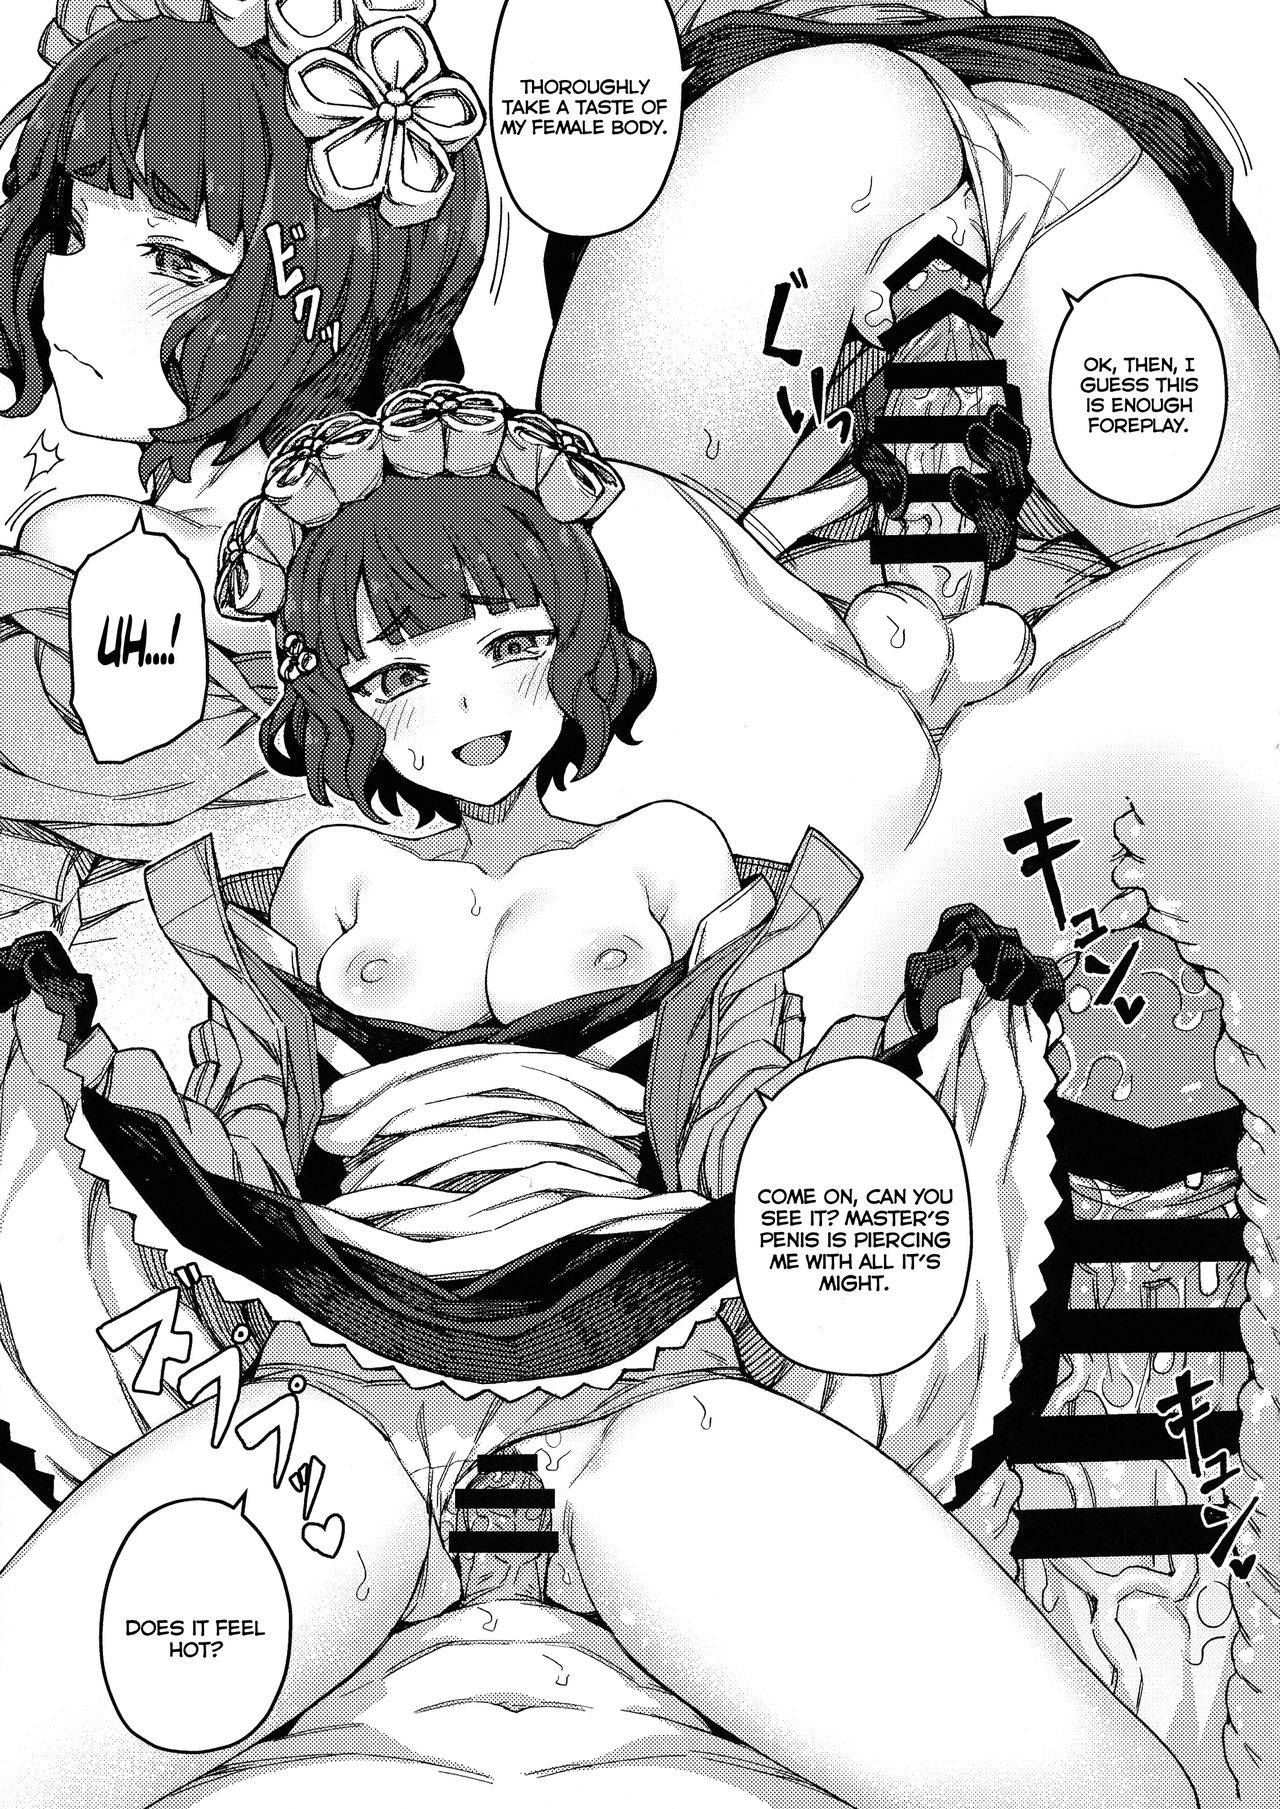 OK, THEN, I
GUESS THIS
IS ENOUGH
FOREPLAY.
THOROUGHLY
TAKE A TASTE OF
MY FEMALE BODY.
ビクッ
UH....!
キュン♥
COME ON, CAN YOU
SEE IT? MASTER'S
PENIS IS PIERCING
ME WITH ALL IT'S
MIGHT.
キュン♥
DOES IT FEEL
HOT?